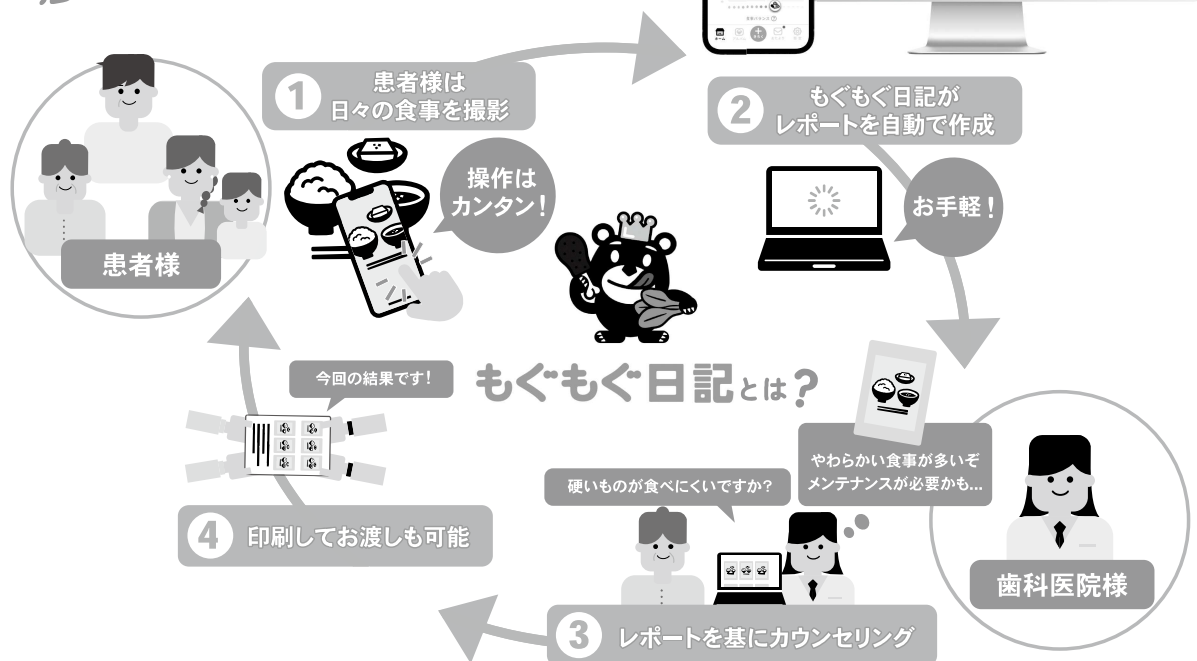 1
患者様は
日々の食事を撮影
操作は
カンタン!
患者様
2
もぐもぐ日記が
レポートを自動で作成
お手軽!
もぐもぐ日記とは?
やわらかい食事が多いぞ
メンテナンスが必要かも...
歯科医院様
硬いものが食べにくいですか?
3
レポートを基にカウンセリング
今回の結果です!
4
印刷してお渡しも可能